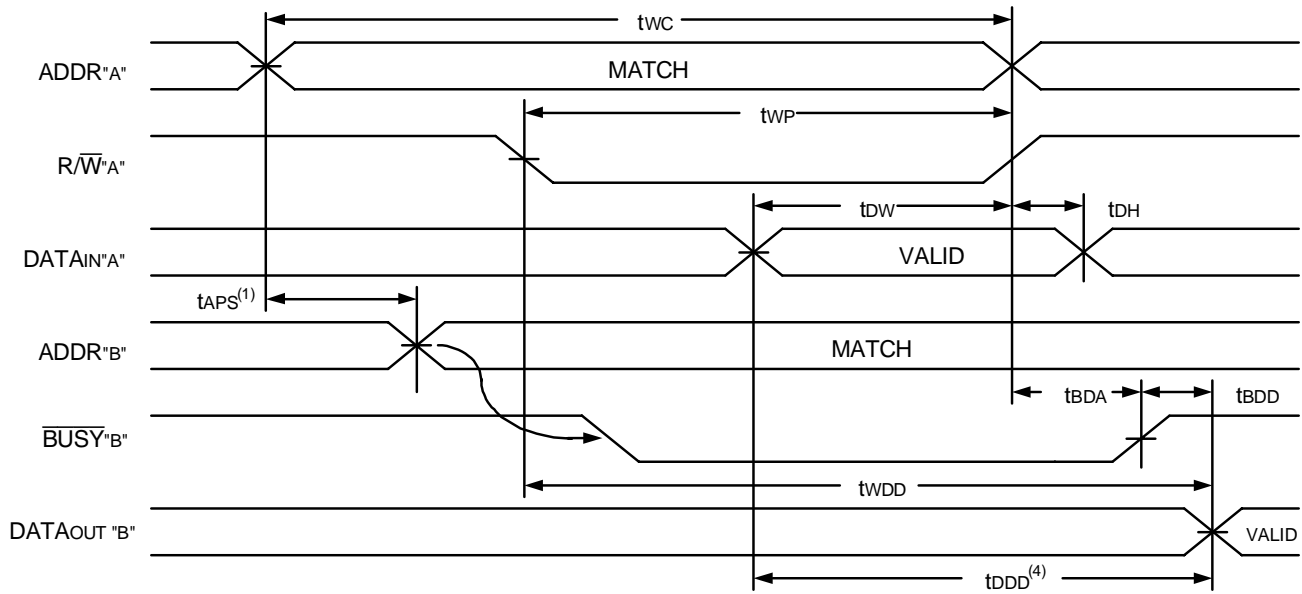 tWC
ADDR"A"
MATCH
tWP
R/W̅"A"
tDW
tDH
DATAIN"A"
VALID
tAPS(1)
ADDR"B"
MATCH
tBDA
tBDD
B̅U̅S̅Y̅"B"
tWDD
DATAOUT "B"
VALID
tDDD(4)